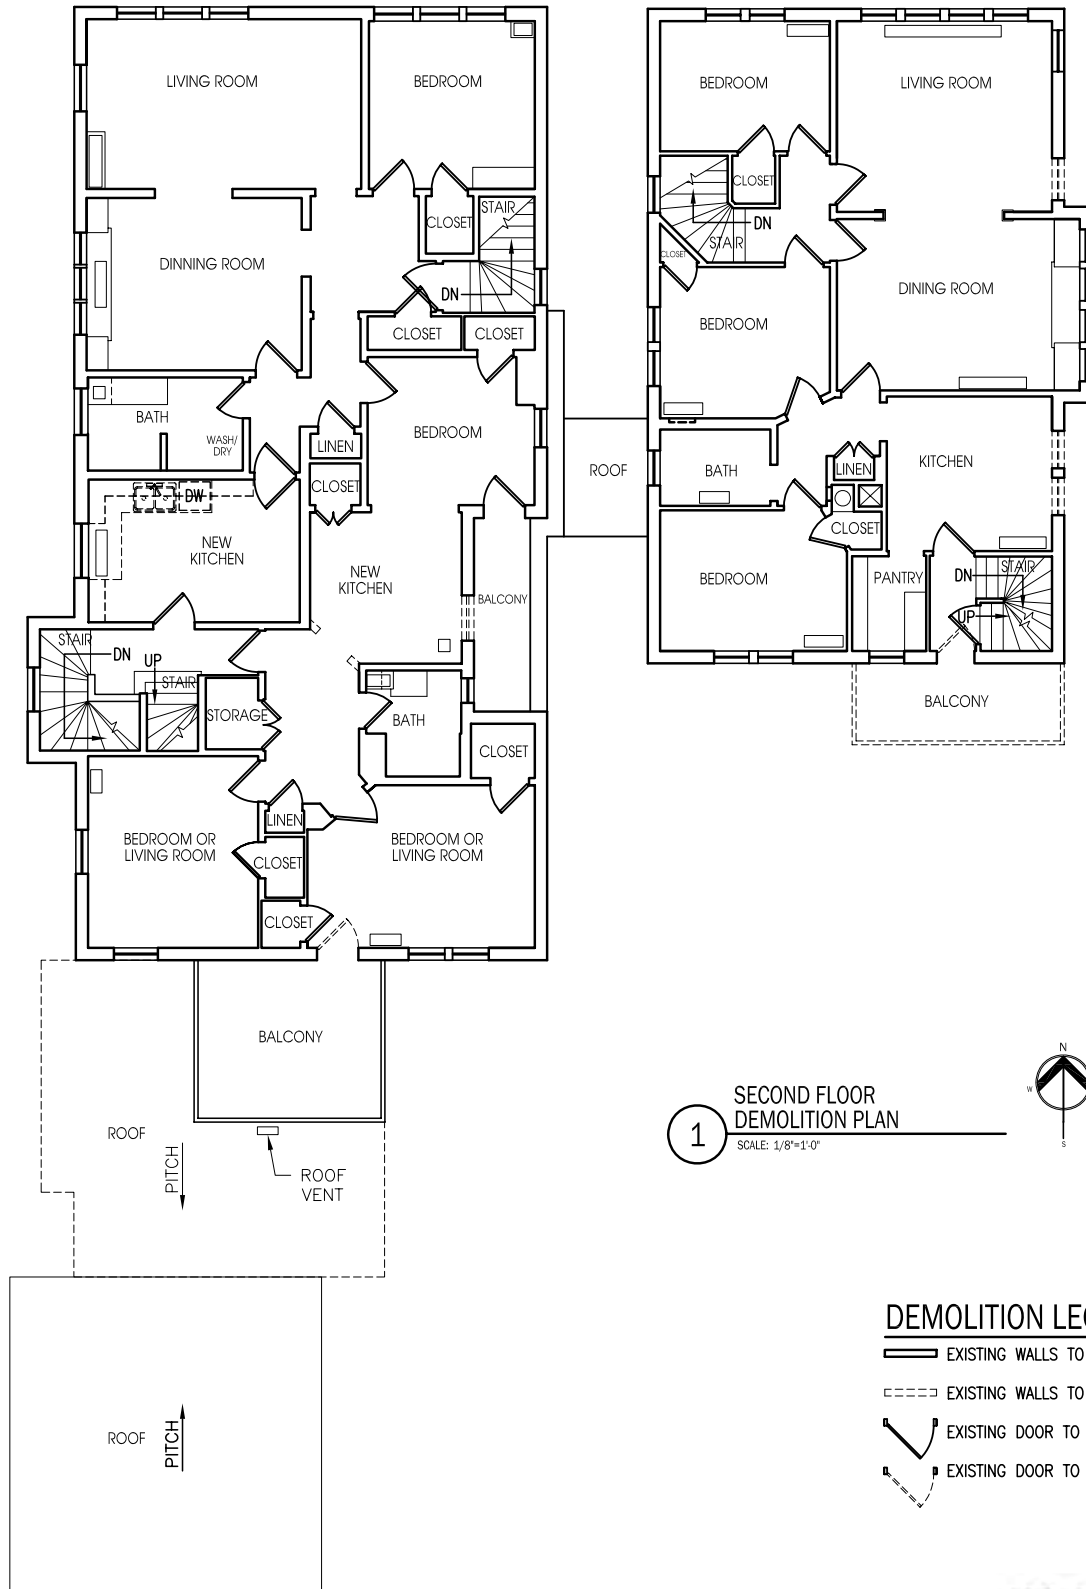 LIVING ROOM
BEDROOM
CLOSET
STAIR
DINNING ROOM
DN
CLOSET
CLOSET
BATH
WASH/
DRY
LINEN
BEDROOM
CLOSET
DW
NEW
KITCHEN
NEW
KITCHEN
BALCONY
STAIR
DN
UP
STAIR
STORAGE
BATH
CLOSET
LINEN
BEDROOM OR
LIVING ROOM
CLOSET
BEDROOM OR
LIVING ROOM
CLOSET
BALCONY
ROOF
PITCH
ROOF
VENT
ROOF
PITCH
ROOF
BEDROOM
LIVING ROOM
CLOSET
DN
STAIR
CLOSET
BEDROOM
DINING ROOM
BATH
LINEN
KITCHEN
CLOSET
BEDROOM
PANTRY
STAIR
DN
UP
BALCONY
1
SECOND FLOOR
DEMOLITION PLAN
SCALE: 1/8"=1'-0"
N
W
S
DEMOLITION LEG
EXISTING WALLS TO
EXISTING WALLS TO
EXISTING DOOR TO
EXISTING DOOR TO